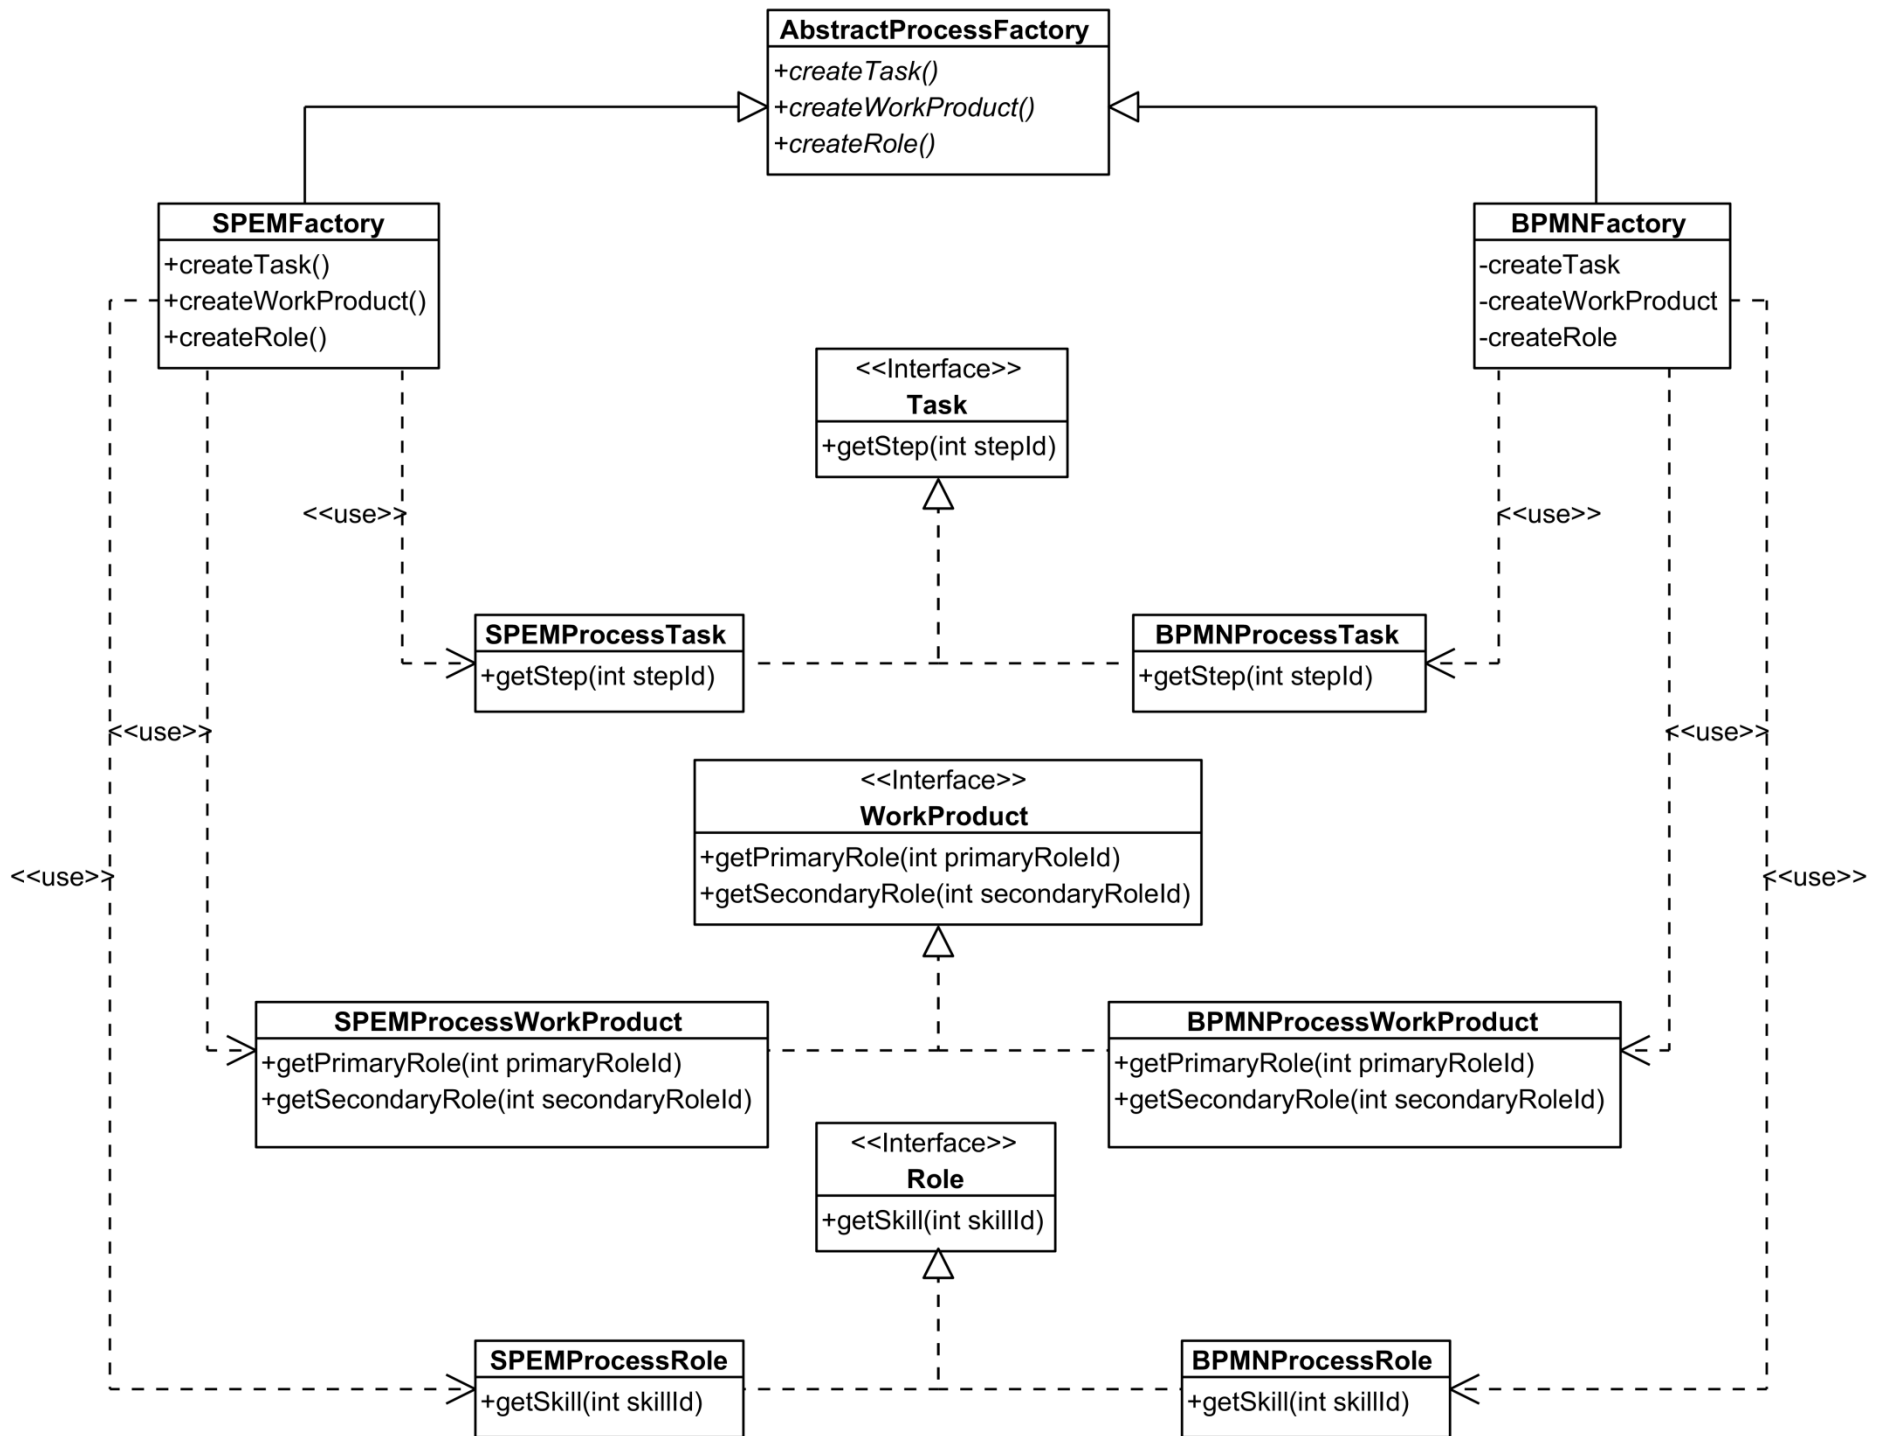 AbstractProcessFactory
+createTask()
+createWorkProduct()
+createRole()
SPEMFactory
+createTask()
+createWorkProduct()
+createRole()
BPMNFactory
-createTask
-createWorkProduct
-createRole
<<Interface>>
Task
+getStep(int stepId)
<<use>>
<<use>>
SPEMProcessTask
+getStep(int stepId)
BPMNProcessTask
+getStep(int stepId)
<<use>>
<<use>>
<<Interface>>
WorkProduct
+getPrimaryRole(int primaryRoleId)
+getSecondaryRole(int secondaryRoleId)
<<use>>
<<use>>
SPEMProcessWorkProduct
+getPrimaryRole(int primaryRoleId)
+getSecondaryRole(int secondaryRoleId)
BPMNProcessWorkProduct
+getPrimaryRole(int primaryRoleId)
+getSecondaryRole(int secondaryRoleId)
<<Interface>>
Role
+getSkill(int skillId)
SPEMProcessRole
+getSkill(int skillId)
BPMNProcessRole
+getSkill(int skillId)